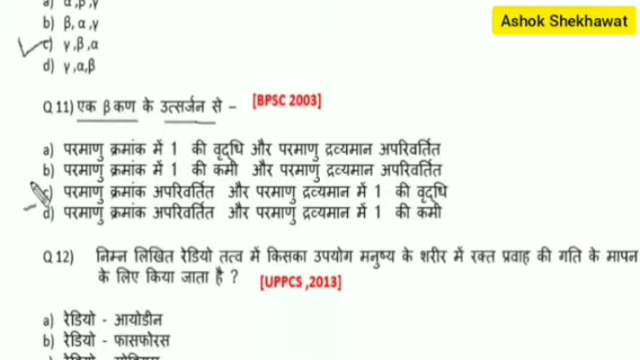 a) α,β,γ
Ashok Shekhawat
b) β, α ,γ
c) γ ,β ,α
d) γ ,α,β
Q 11) एक β कण के उत्सर्जन से – [BPSC 2003]
a) परमाणु क्रमांक में 1 की वृद्धि और परमाणु द्रव्यमान अपरिवर्तित
b) परमाणु क्रमांक में 1 की कमी और परमाणु द्रव्यमान अपरिवर्तित
c) परमाणु क्रमांक अपरिवर्तित और परमाणु द्रव्यमान में 1 की वृद्धि
d) परमाणु क्रमांक अपरिवर्तित और परमाणु द्रव्यमान में 1 की कमी
Q 12) निम्न लिखित रेडियो तत्व में किसका उपयोग मनुष्य के शरीर में रक्त प्रवाह की गति के मापन
के लिए किया जाता है ? [UPPCS ,2013]
a) रेडियो - आयोडीन
b) रेडियो - फासफोरस